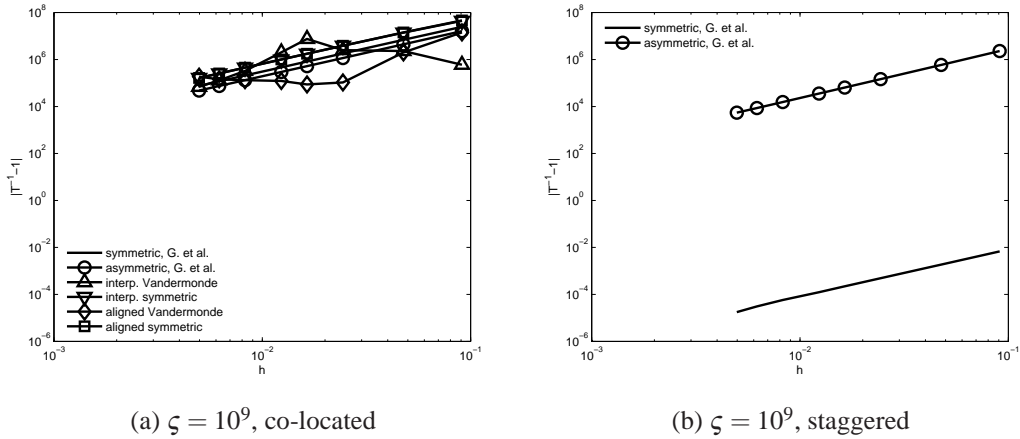 10^8
10^6
10^4
10^2
10^0
10^-2
10^-4
10^-6
|T^-1-1|
symmetric, G. et al.
asymmetric, G. et al.
interp. Vandermonde
interp. symmetric
aligned Vandermonde
aligned symmetric
10^-3
10^-2
10^-1
h
(a) ς = 10^9, co-located
10^8
10^6
10^4
10^2
10^0
10^-2
10^-4
10^-6
|T^-1-1|
symmetric, G. et al.
asymmetric, G. et al.
10^-3
10^-2
10^-1
h
(b) ς = 10^9, staggered